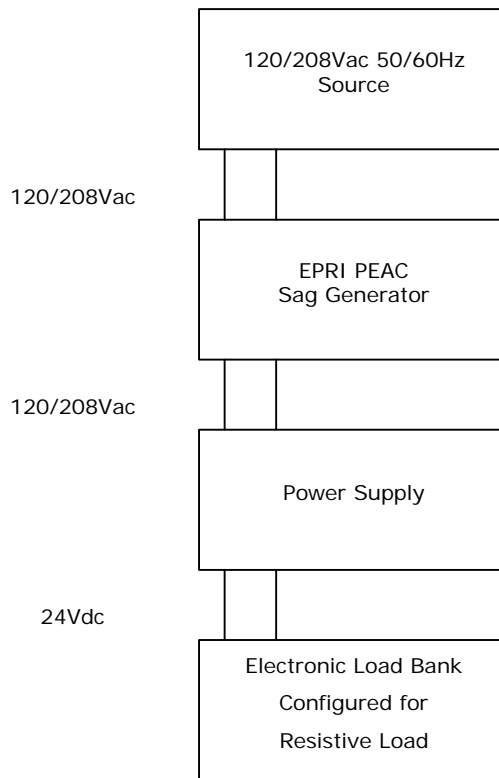 120/208Vac 50/60Hz
Source
120/208Vac
EPRI PEAC
Sag Generator
120/208Vac
Power Supply
24Vdc
Electronic Load Bank
Configured for
Resistive Load